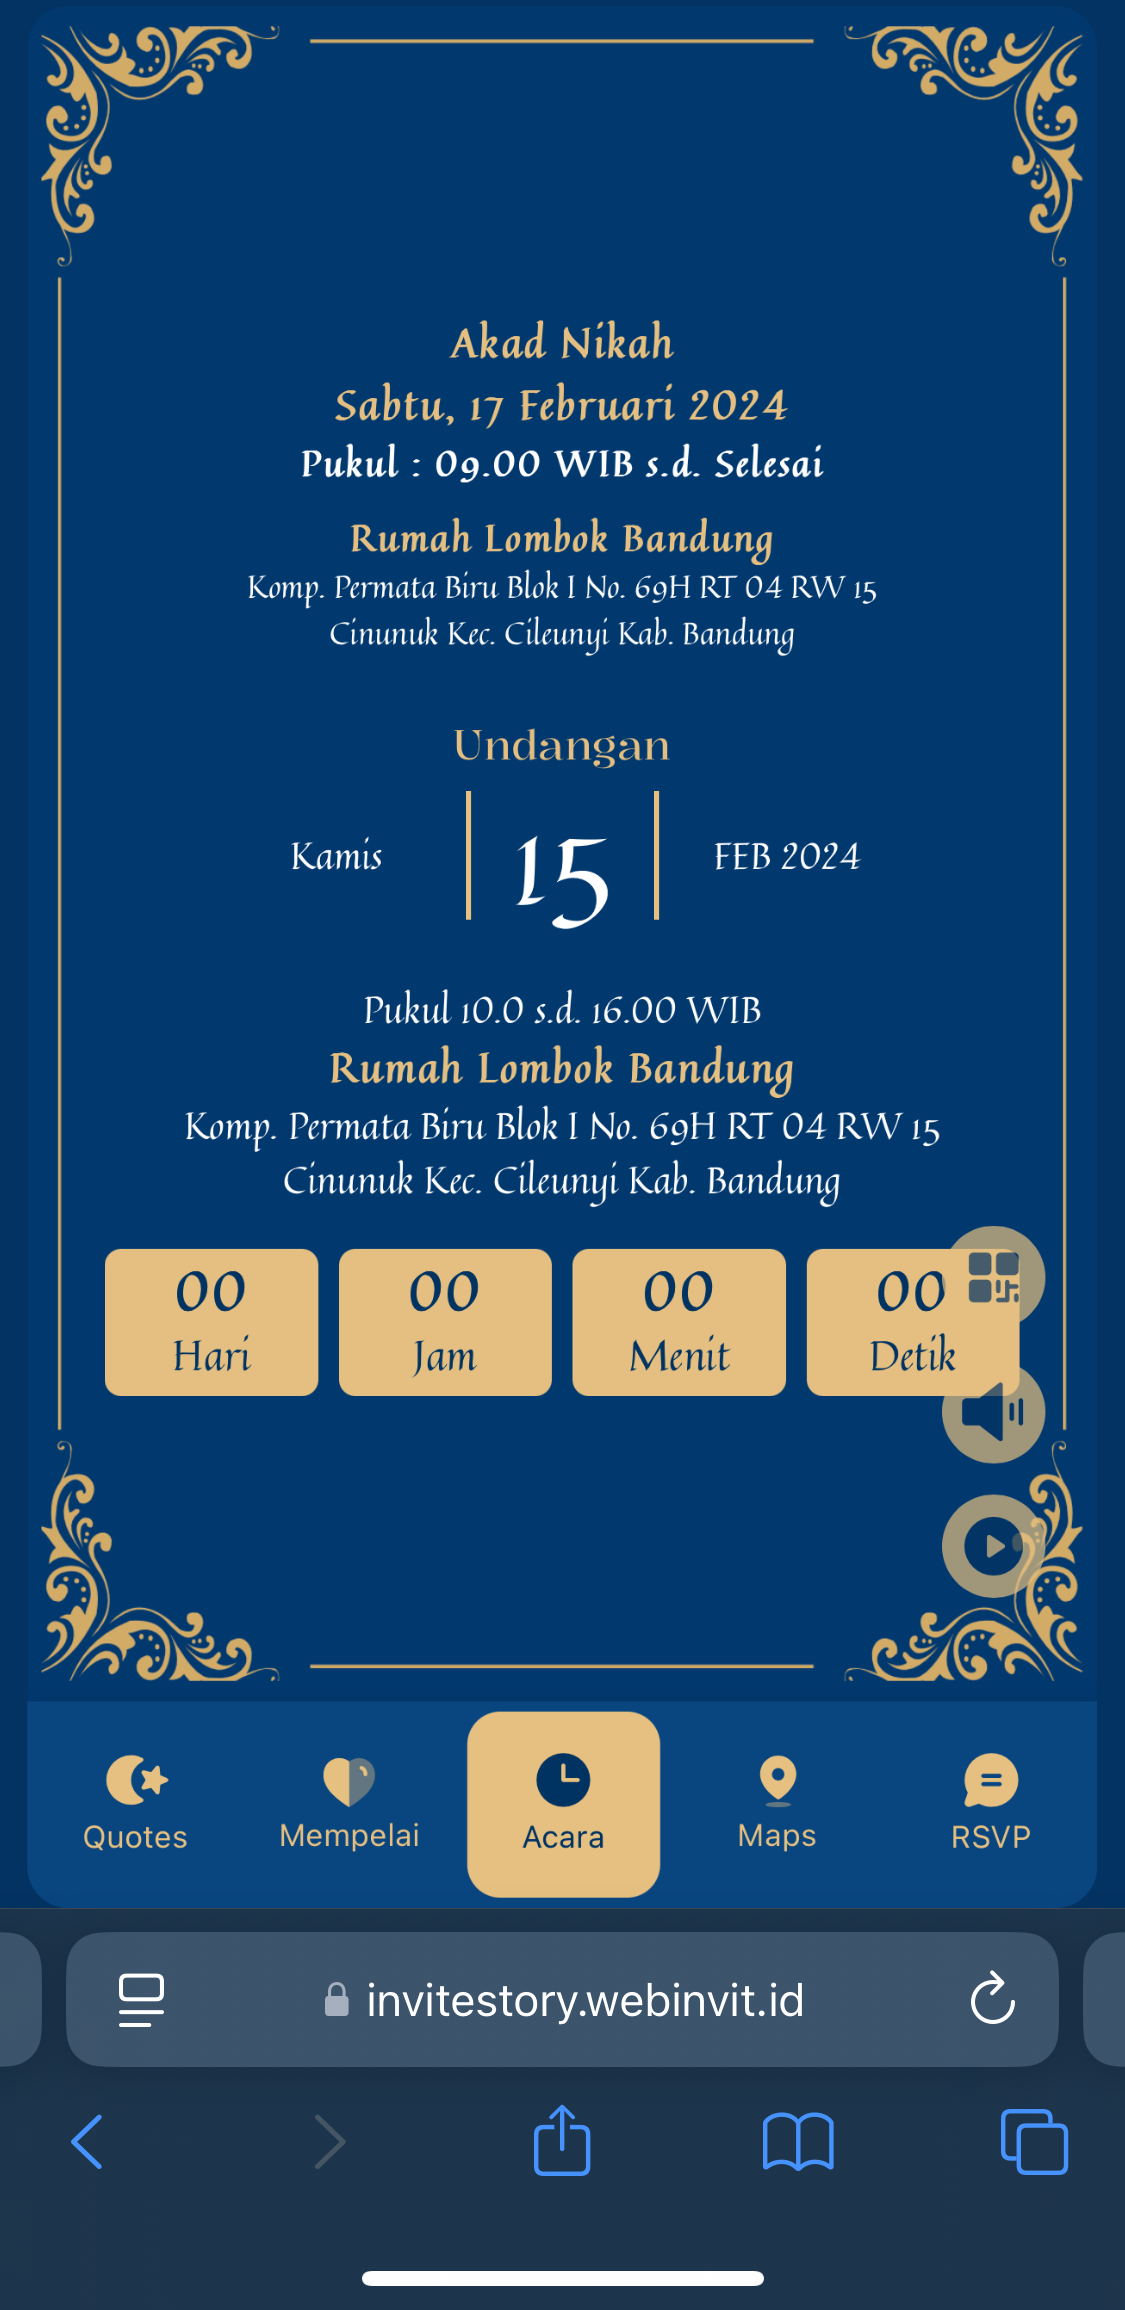 Akad Nikah
Sabtu, 17 Februari 2024
Pukul : 09.00 WIB s.d. Selesai
Rumah Lombok Bandung
Komp. Permata Biru Blok I No. 69H RT 04 RW 15
Cinunuk Kec. Cileunyi Kab. Bandung
Undangan
Kamis 15 FEB 2024
Pukul 10.0 s.d. 16.00 WIB
Rumah Lombok Bandung
Komp. Permata Biru Blok I No. 69H RT 04 RW 15
Cinunuk Kec. Cileunyi Kab. Bandung
00 00 00 00
Hari Jam Menit Detik
Quotes Mempelai Acara Maps RSVP
invitestory.webinvit.id